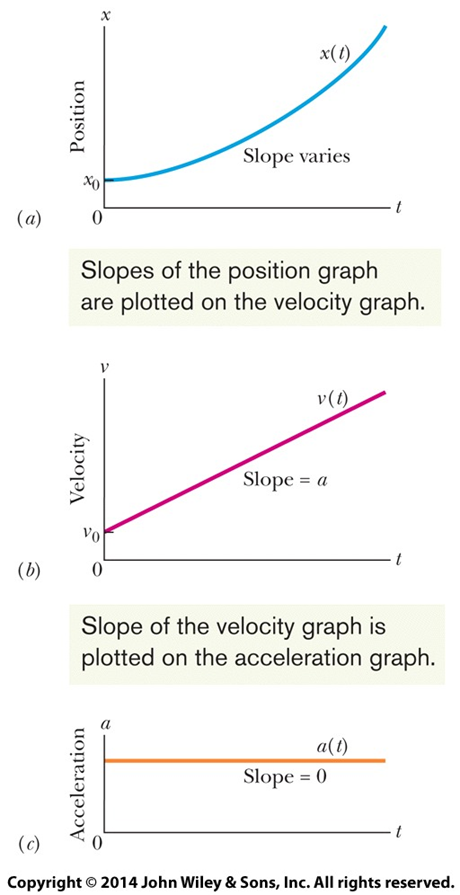 x
x(t)
Position
Slope varies
x0
t
(a)
0
Slopes of the position graph
are plotted on the velocity graph.
v
v(t)
Velocity
Slope = a
v0
t
(b)
0
Slope of the velocity graph is
plotted on the acceleration graph.
a
a(t)
Acceleration
Slope = 0
t
(c)
0
Copyright © 2014 John Wiley & Sons, Inc. All rights reserved.